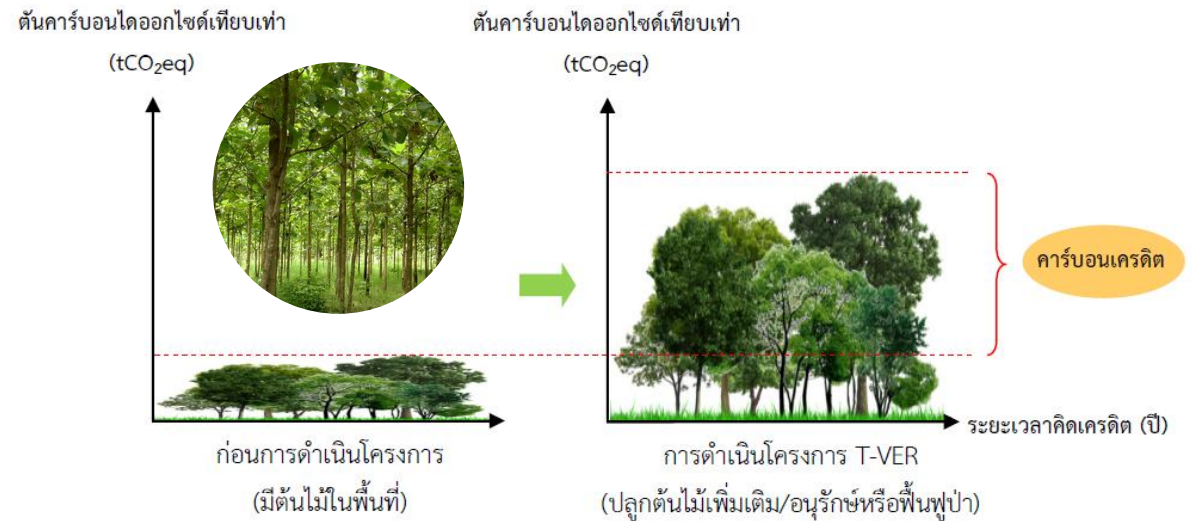 ตันคาร์บอนไดออกไซด์เทียบเท่า
(tCO₂eq)
ก่อนการดำเนินโครงการ
(มีต้นไม้ในพื้นที่)
ตันคาร์บอนไดออกไซด์เทียบเท่า
(tCO₂eq)
คาร์บอนเครดิต
ระยะเวลาคิดเครดิต (ปี)
การดำเนินโครงการ T-VER
(ปลูกต้นไม้เพิ่มเติม/อนุรักษ์หรือฟื้นฟูป่า)